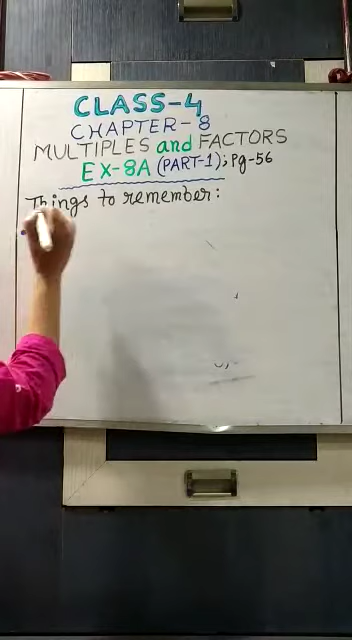 CLASS-4
CHAPTER-8
MULTIPLES and FACTORS
EX-8A (PART-1); Pg-56
Things to remember: